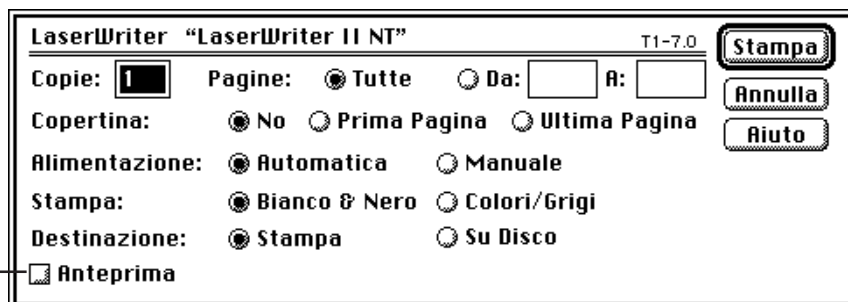 LaserWriter “LaserWriter II NT” T1-7.0 Stampa
Copie: 1 Pagine: Tutte Da: A:
Annulla
Copertina: No Prima Pagina Ultima Pagina
Aiuto
Alimentazione: Automatica Manuale
Stampa: Bianco & Nero Colori/Grigi
Destinazione: Stampa Su Disco
Anteprima